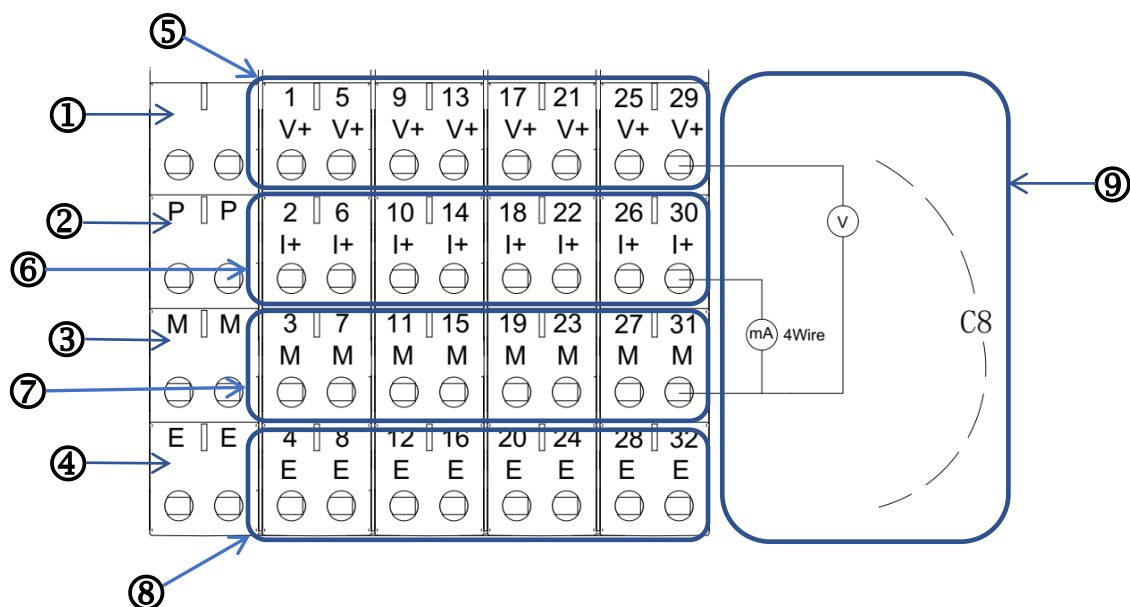 ⑤
① 1 5 9 13 17 21 25 29
V+ V+ V+ V+ V+ V+ V+ V+
⑨
② P P 2 6 10 14 18 22 26 30
V
I+ I+ I+ I+ I+ I+ I+ I+
⑥
③ M M 3 7 11 15 19 23 27 31
C8
mA 4Wire
M M M M M M M M
⑦
E E 4 8 12 16 20 24 28 32
④ E E E E E E E E
⑧